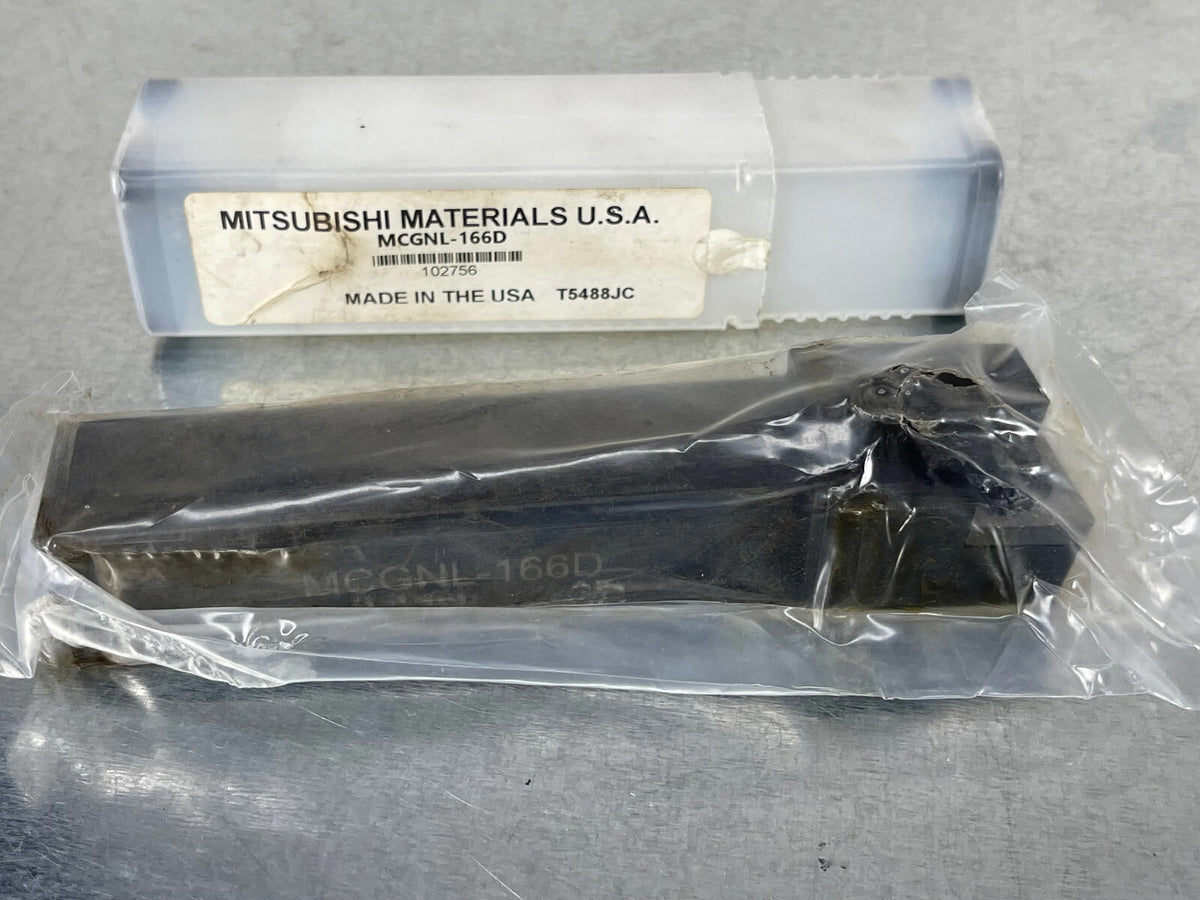 MITSUBISHI MATERIALS U.S.A.
MCGNL-166D
102756
MADE IN THE USA T5488JC
MCGNL-166D